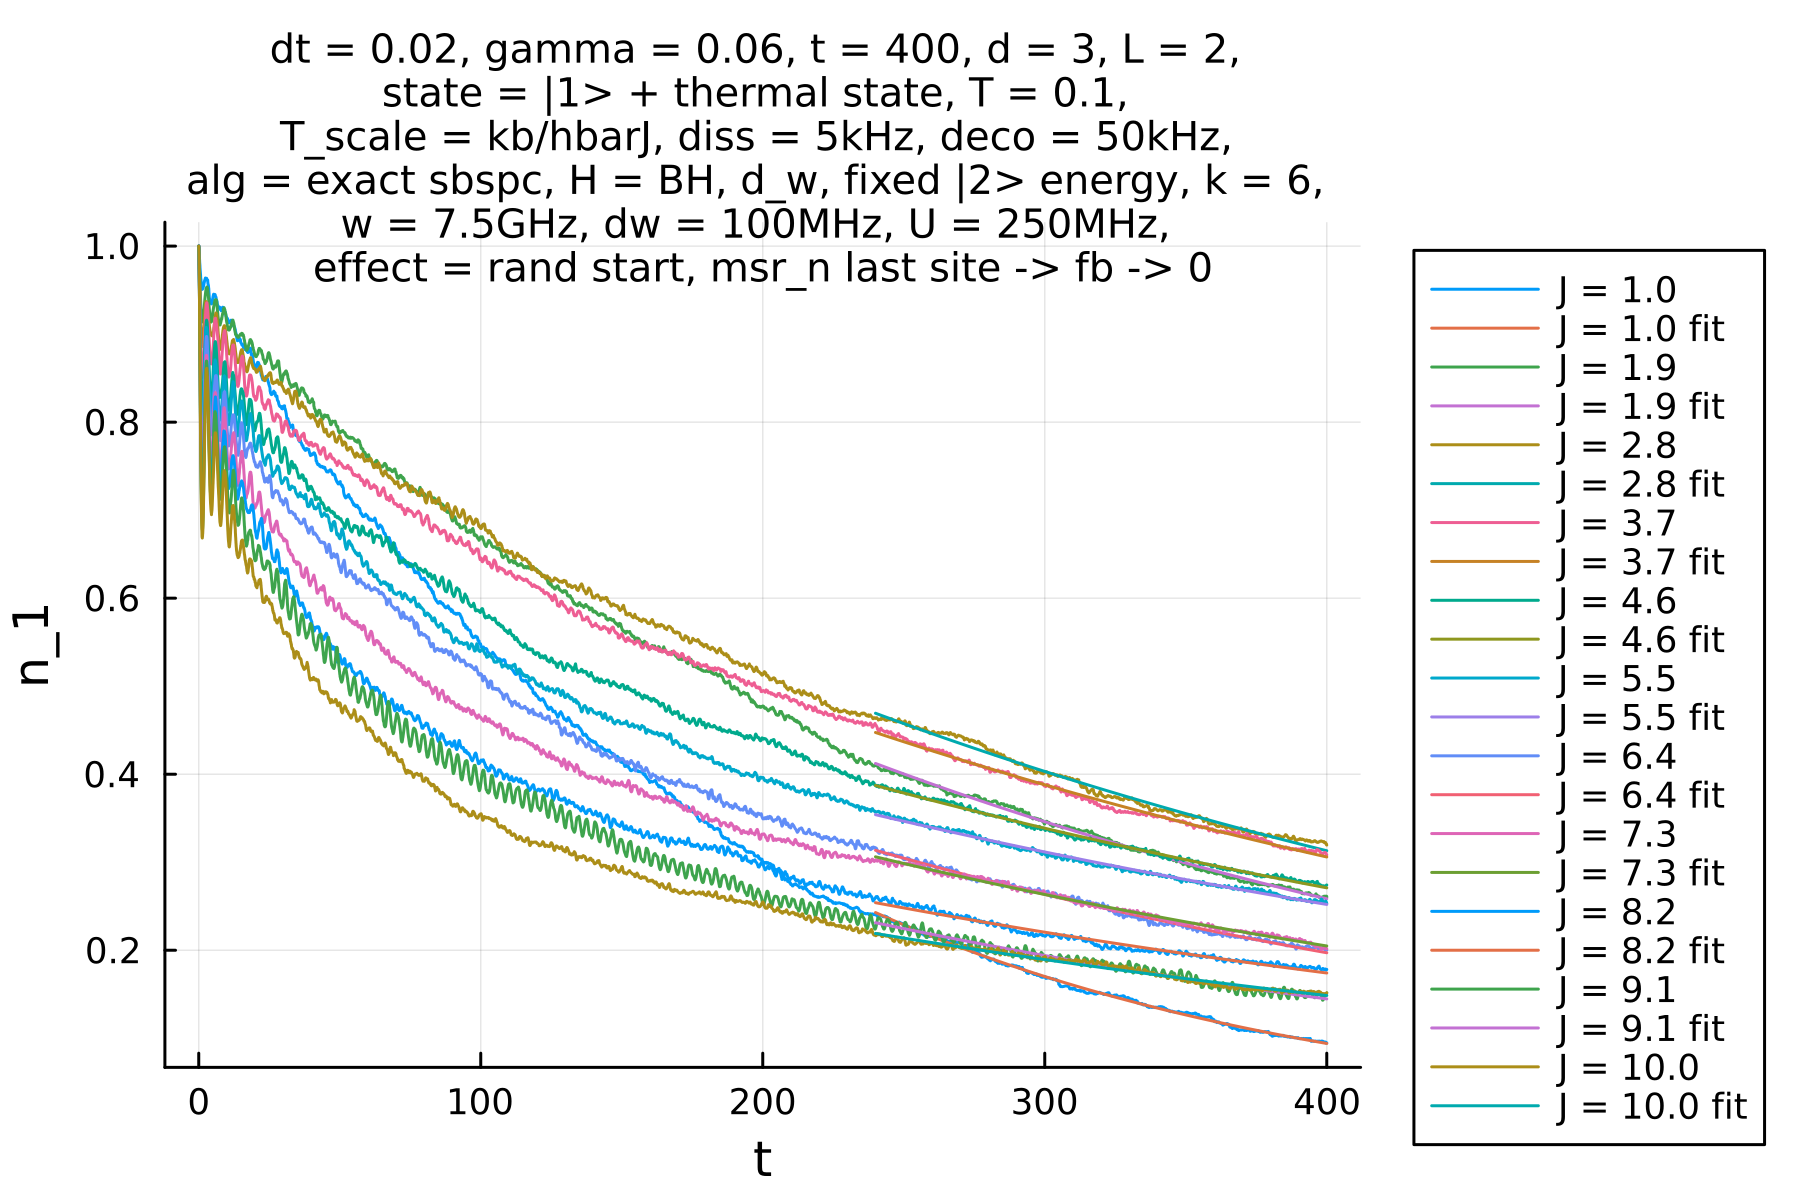 dt = 0.02, gamma = 0.06, t = 400, d = 3, L = 2,
state = |1> + thermal state, T = 0.1,
T_scale = kb/hbarJ, diss = 5kHz, deco = 50kHz,
alg = exact sbspc, H = BH, d_w, fixed |2> energy, k = 6,
w = 7.5GHz, dw = 100MHz, U = 250MHz,
effect = rand start, msr_n last site -> fb -> 0
n_1
1.0
0.8
0.6
0.4
0.2
0
100
200
300
400
t
J = 1.0
J = 1.0 fit
J = 1.9
J = 1.9 fit
J = 2.8
J = 2.8 fit
J = 3.7
J = 3.7 fit
J = 4.6
J = 4.6 fit
J = 5.5
J = 5.5 fit
J = 6.4
J = 6.4 fit
J = 7.3
J = 7.3 fit
J = 8.2
J = 8.2 fit
J = 9.1
J = 9.1 fit
J = 10.0
J = 10.0 fit